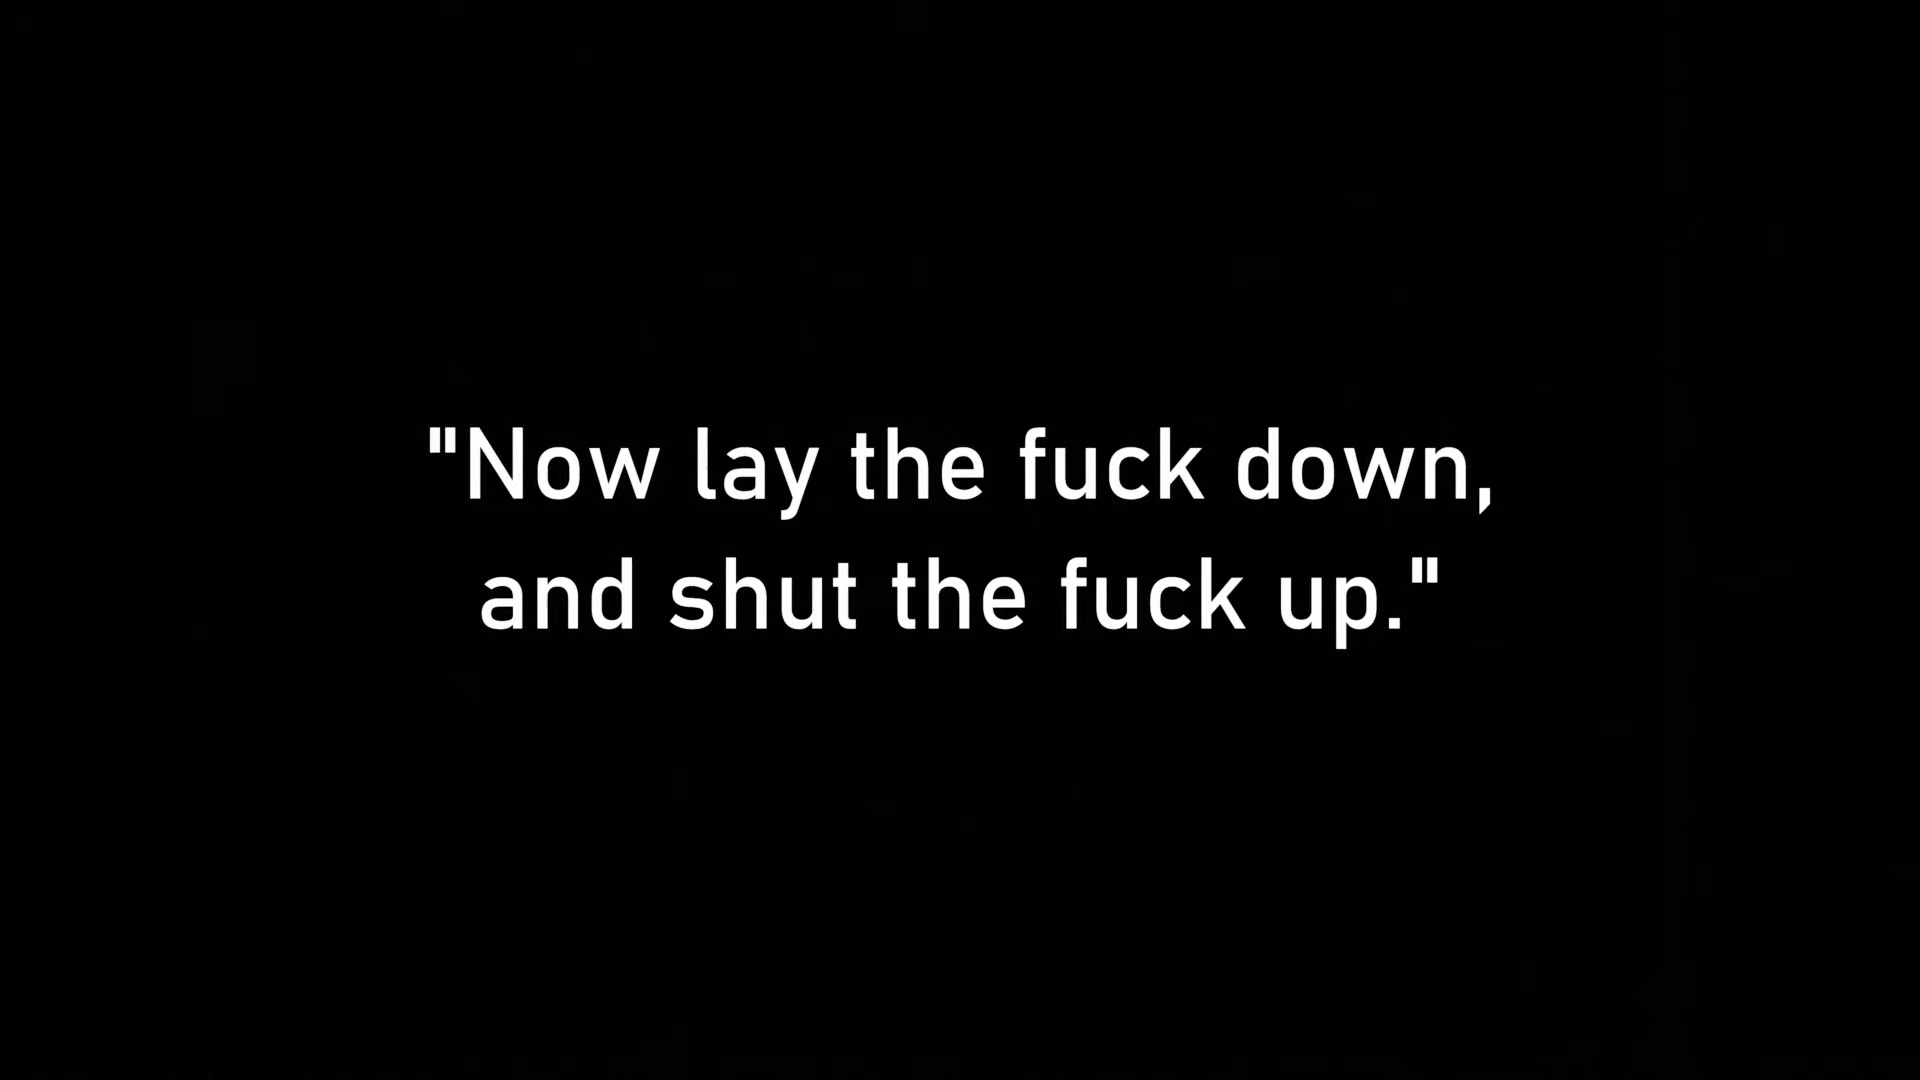 "Now lay the fuck down,
and shut the fuck up."